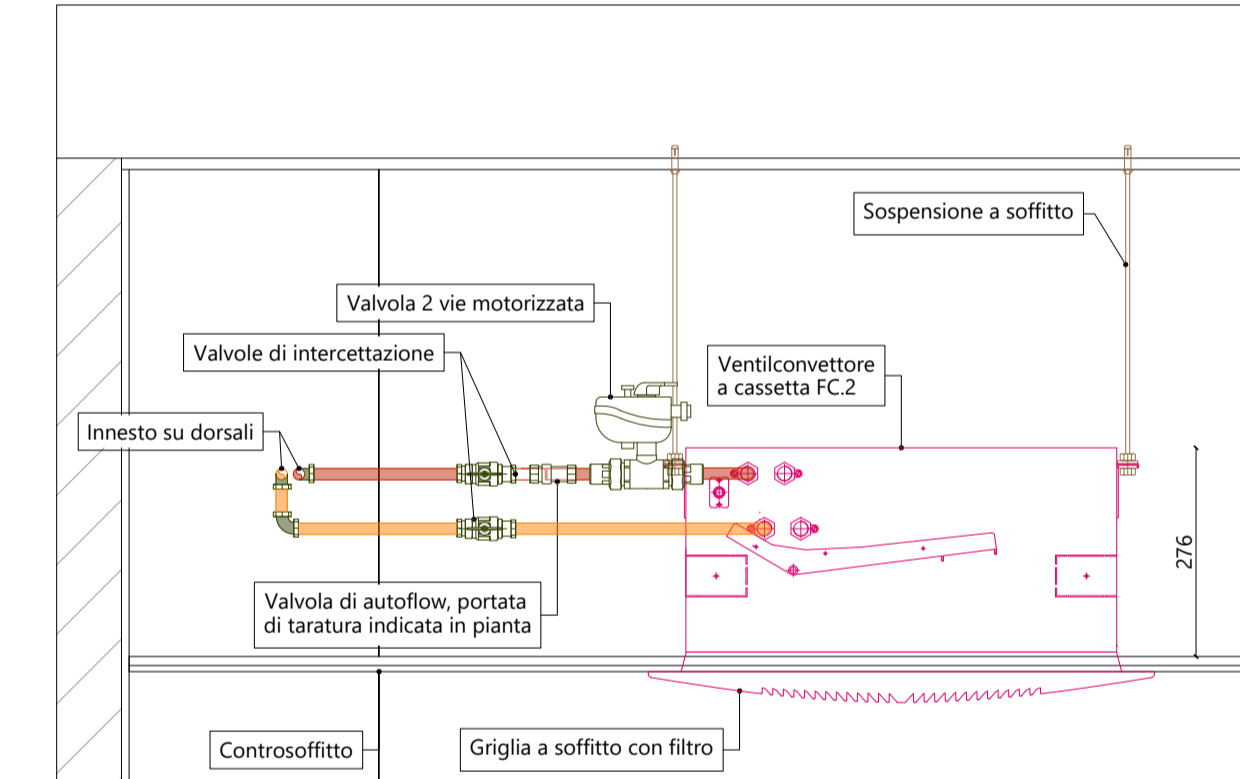 Sospensione a soffitto
Valvola 2 vie motorizzata
Valvole di intercettazione
Ventilconvettore
a cassetta FC.2
Innesto su dorsali
276
Valvola di autoflow, portata
di taratura indicata in pianta
Controsoffitto
Griglia a soffitto con filtro